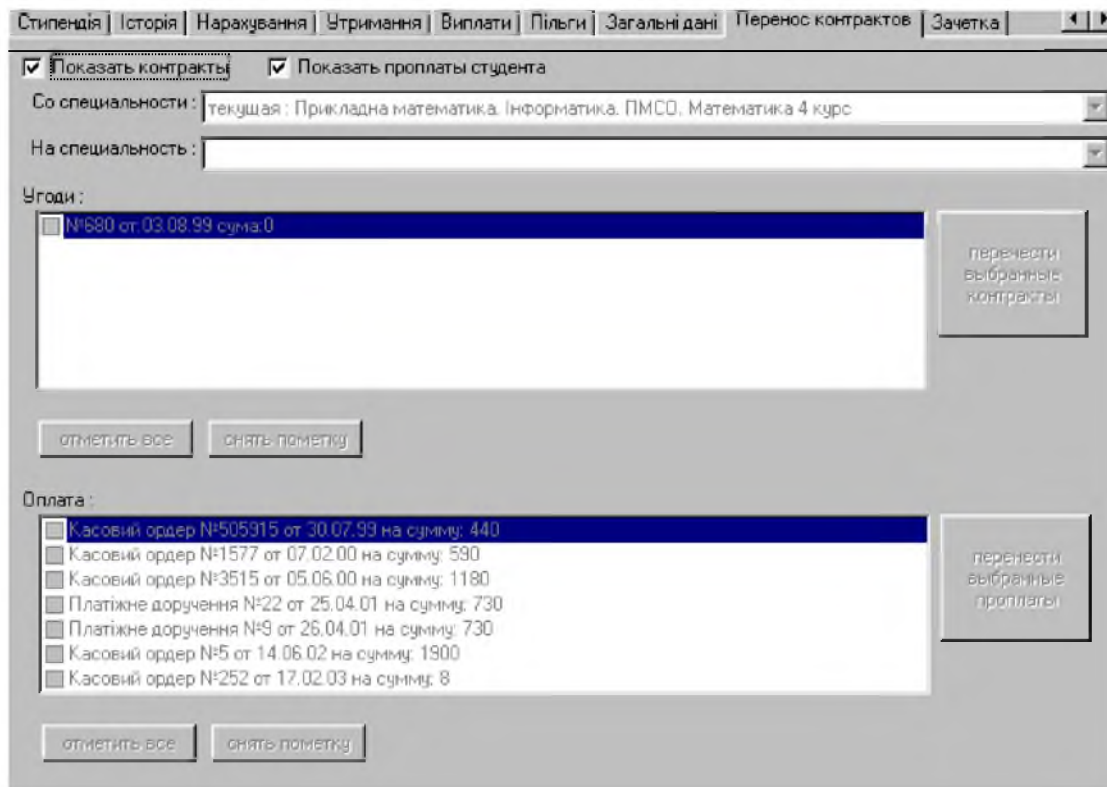 Стипендія Історія Нарахування Утримання Виплати Пільги Загальні дані Перенос контрактов Зачетка
Показать контракты Показать проплаты студента
Со специальности : текущая : Прикладна математика. Інформатика. ПМСО. Математика 4 курс
На специальность :
Угоди :
№680 от 03.08.99 сума:0
перенести
выбранные
контракты
отметить все снять пометку
Оплата :
Касовий ордер №505915 от 30.07.99 на сумму: 440
Касовий ордер №1577 от 07.02.00 на сумму: 590
Касовий ордер №3515 от 05.06.00 на сумму: 1180
Платіжне доручення №22 от 25.04.01 на сумму: 730
Платіжне доручення №9 от 26.04.01 на сумму: 730
Касовий ордер №5 от 14.06.02 на сумму: 1900
Касовий ордер №252 от 17.02.03 на сумму: 8
перенести
выбранные
проплаты
отметить все снять пометку